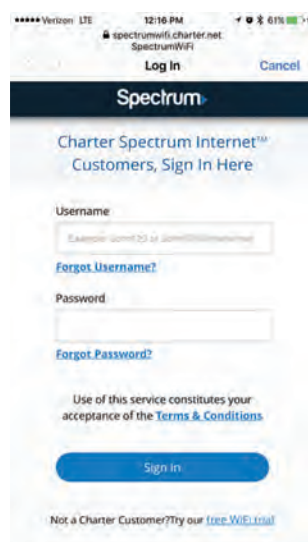 Verizon LTE 12:16 PM 61%
spectrumwifi.charter.net
SpectrumWiFi
Log In Cancel
Spectrum
Charter Spectrum Internet™
Customers, Sign In Here
Username
Forgot Username?
Password
Forgot Password?
Use of this service constitutes your
acceptance of the Terms & Conditions
Sign In
Not a Charter Customer?Try our free WiFi trial